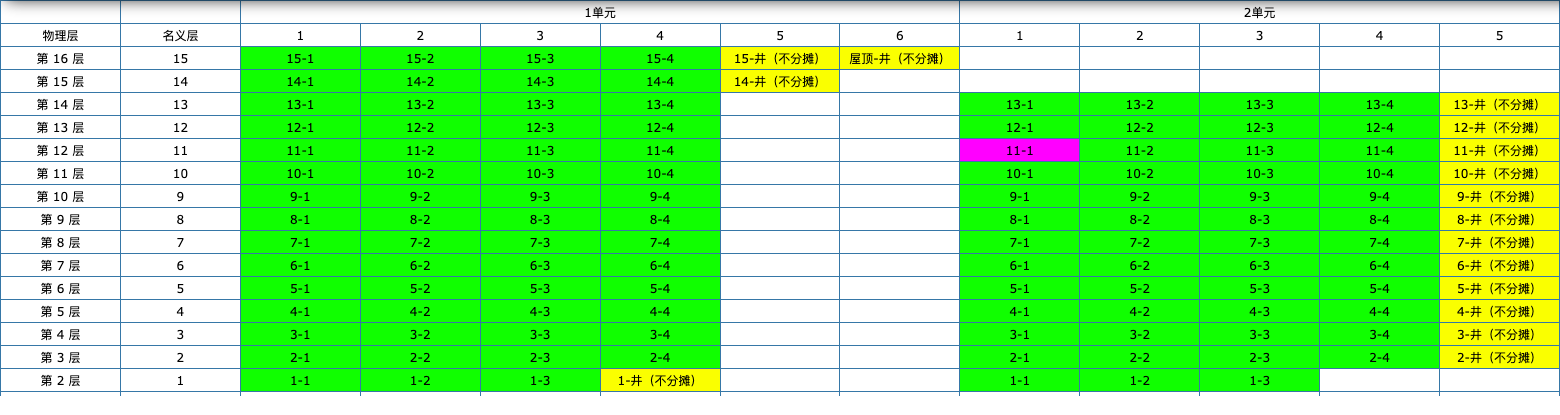 1单元 2单元
物理层 名义层 1 2 3 4 5 6 1 2 3 4 5
第 16 层 15 15-1 15-2 15-3 15-4 15-井（不分摊） 屋顶-井（不分摊）
第 15 层 14 14-1 14-2 14-3 14-4 14-井（不分摊）
第 14 层 13 13-1 13-2 13-3 13-4 13-1 13-2 13-3 13-4 13-井（不分摊）
第 13 层 12 12-1 12-2 12-3 12-4 12-1 12-2 12-3 12-4 12-井（不分摊）
第 12 层 11 11-1 11-2 11-3 11-4 11-1 11-2 11-3 11-4 11-井（不分摊）
第 11 层 10 10-1 10-2 10-3 10-4 10-1 10-2 10-3 10-4 10-井（不分摊）
第 10 层 9 9-1 9-2 9-3 9-4 9-1 9-2 9-3 9-4 9-井（不分摊）
第 9 层 8 8-1 8-2 8-3 8-4 8-1 8-2 8-3 8-4 8-井（不分摊）
第 8 层 7 7-1 7-2 7-3 7-4 7-1 7-2 7-3 7-4 7-井（不分摊）
第 7 层 6 6-1 6-2 6-3 6-4 6-1 6-2 6-3 6-4 6-井（不分摊）
第 6 层 5 5-1 5-2 5-3 5-4 5-1 5-2 5-3 5-4 5-井（不分摊）
第 5 层 4 4-1 4-2 4-3 4-4 4-1 4-2 4-3 4-4 4-井（不分摊）
第 4 层 3 3-1 3-2 3-3 3-4 3-1 3-2 3-3 3-4 3-井（不分摊）
第 3 层 2 2-1 2-2 2-3 2-4 2-1 2-2 2-3 2-4 2-井（不分摊）
第 2 层 1 1-1 1-2 1-3 1-井（不分摊） 1-1 1-2 1-3